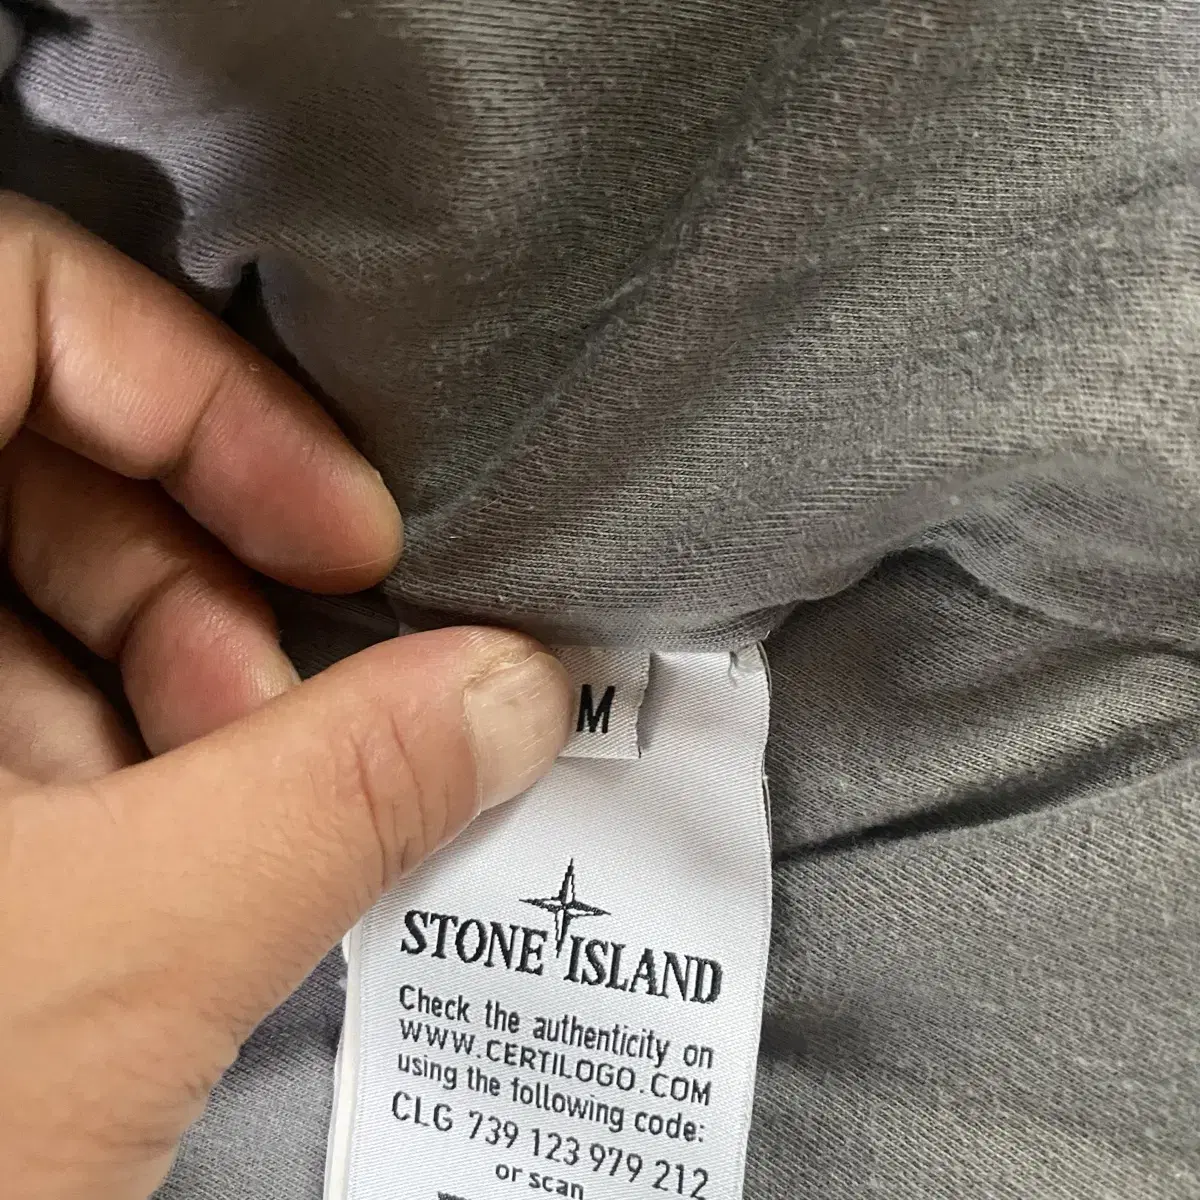 M
STONE ISLAND
Check the authenticity on
WWW.CERTILOGO.COM
using the following code:
CLG 739 123 979 212
or scan